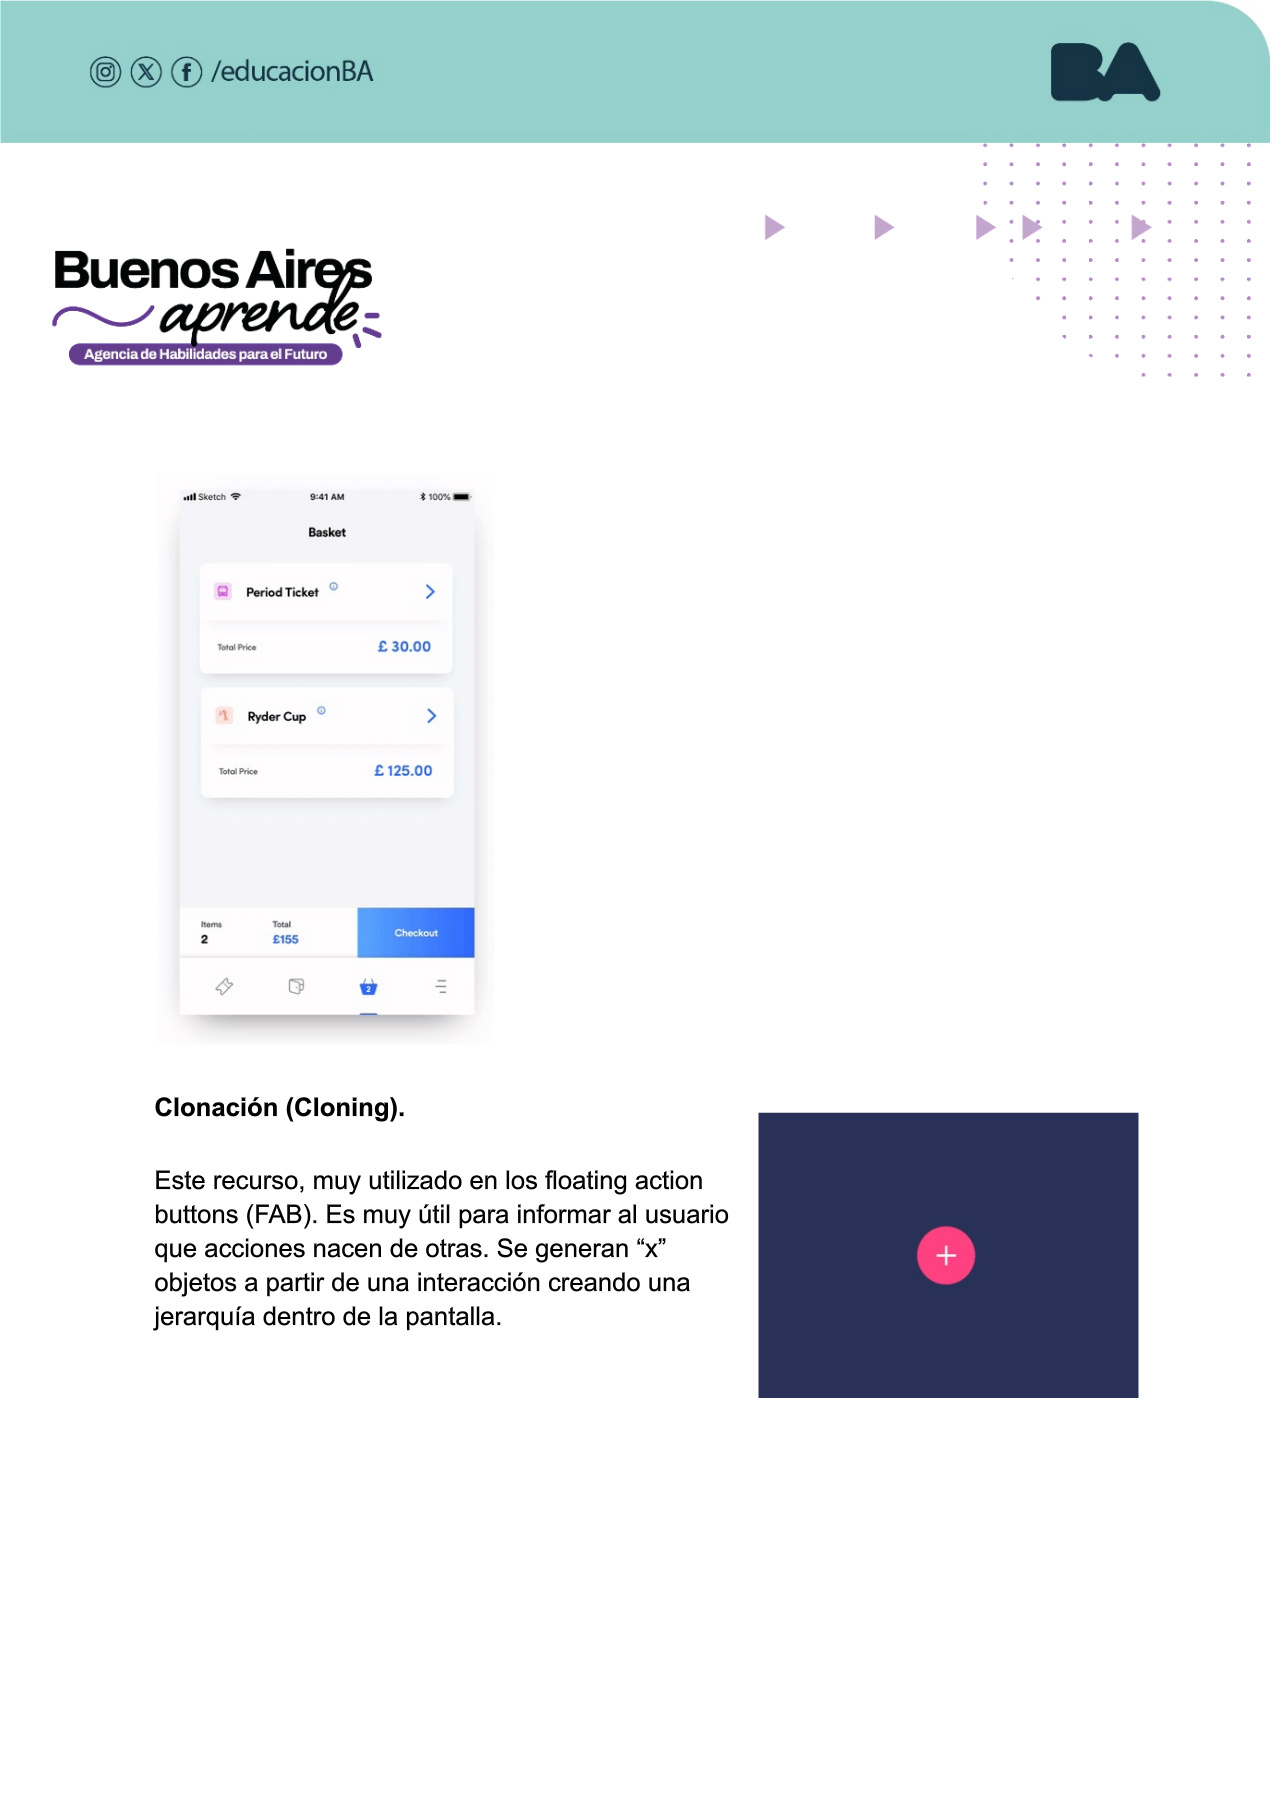 /educacionBA
BA
Buenos Aires
aprende
Agencia de Habilidades para el Futuro
Sketch 9:41 AM 100%
Basket
Period Ticket
Total Price £ 30.00
Ryder Cup
Total Price £ 125.00
Items Total
2 £155
Checkout
2
Clonación (Cloning).
Este recurso, muy utilizado en los floating action
buttons (FAB). Es muy útil para informar al usuario
que acciones nacen de otras. Se generan “x”
objetos a partir de una interacción creando una
jerarquía dentro de la pantalla.